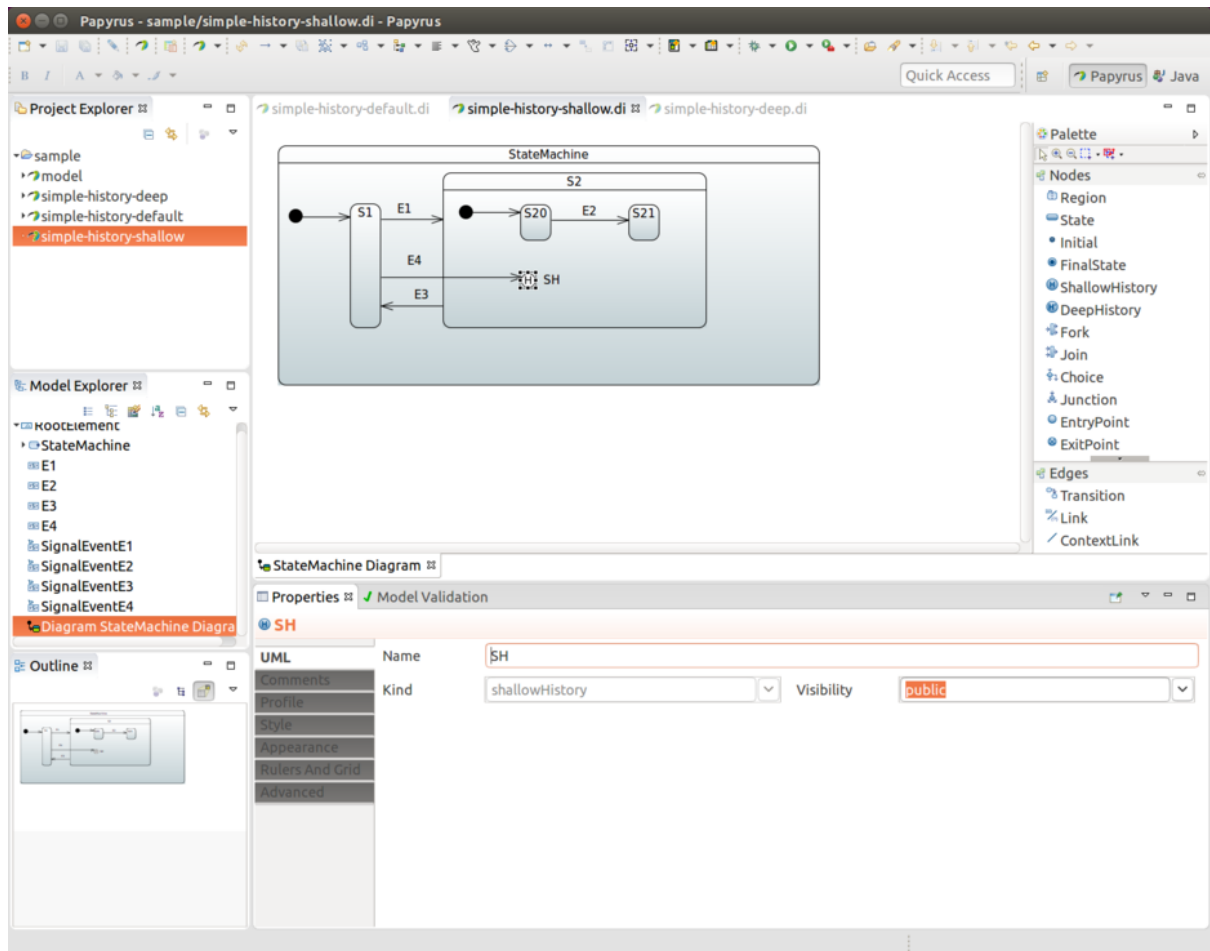 Papyrus - sample/simple-history-shallow.di - Papyrus
B I A
Quick Access
Papyrus
Java
Project Explorer
sample
model
simple-history-deep
simple-history-default
simple-history-shallow
simple-history-default.di
simple-history-shallow.di
simple-history-deep.di
StateMachine
S2
S1
E1
S20
E2
S21
E4
H
SH
E3
Palette
Nodes
Region
State
Initial
FinalState
ShallowHistory
DeepHistory
Fork
Join
Choice
Junction
EntryPoint
ExitPoint
Edges
Transition
Link
ContextLink
Model Explorer
RootElement
StateMachine
E1
E2
E3
E4
SignalEventE1
SignalEventE2
SignalEventE3
SignalEventE4
Diagram StateMachine Diagra
StateMachine Diagram
Properties
Model Validation
SH
UML
Comments
Profile
Style
Appearance
Rulers And Grid
Advanced
Name
SH
Kind
shallowHistory
Visibility
public
Outline